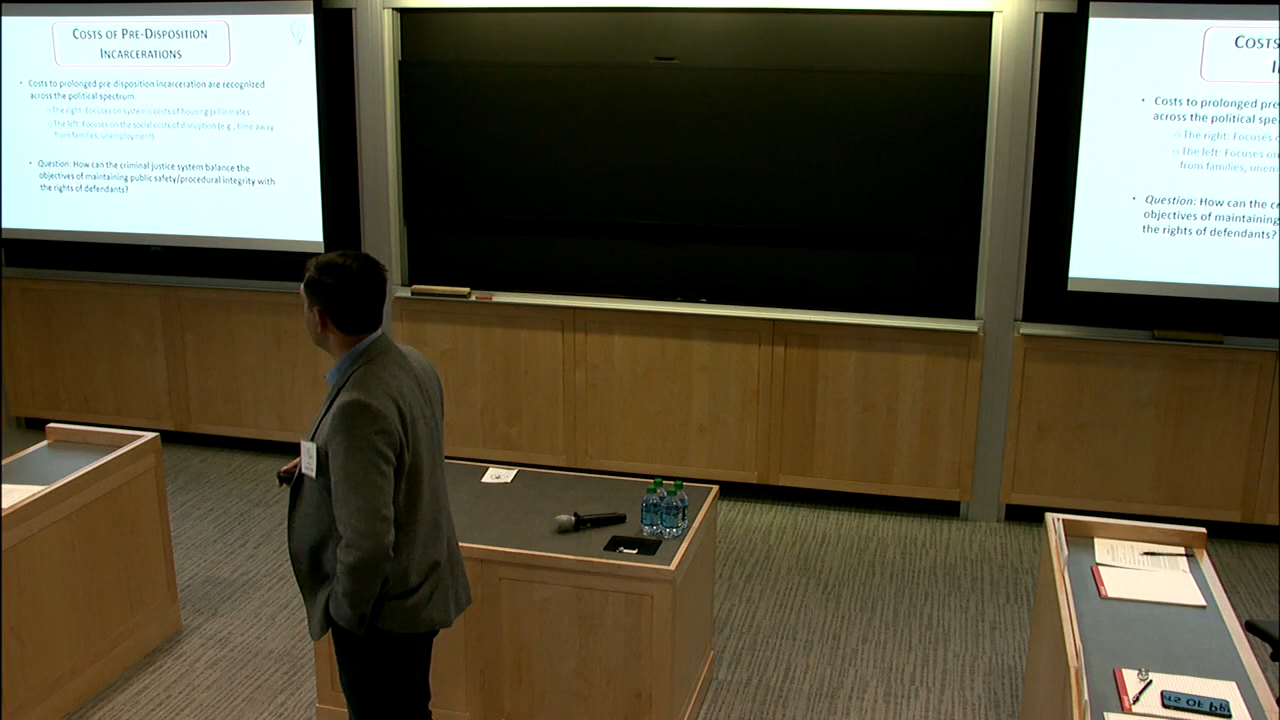 COSTS OF PRE-DISPOSITION
INCARCERATIONS
• Costs to prolonged pre-disposition incarceration are recognized
across the political spectrum.
○ The right: Focuses on systemic costs of housing jail inmates
○ The left: Focuses on the social costs of disruption (e.g., time away
from families, unemployment)
• Question: How can the criminal justice system balance the
objectives of maintaining public safety/procedural integrity with
the rights of defendants?
COSTS
• Costs to prolonged pre
across the political spe
○ The right: Focuses
○ The left: Focuses on
from families, unem
• Question: How can the c
objectives of maintaining
the rights of defendants?